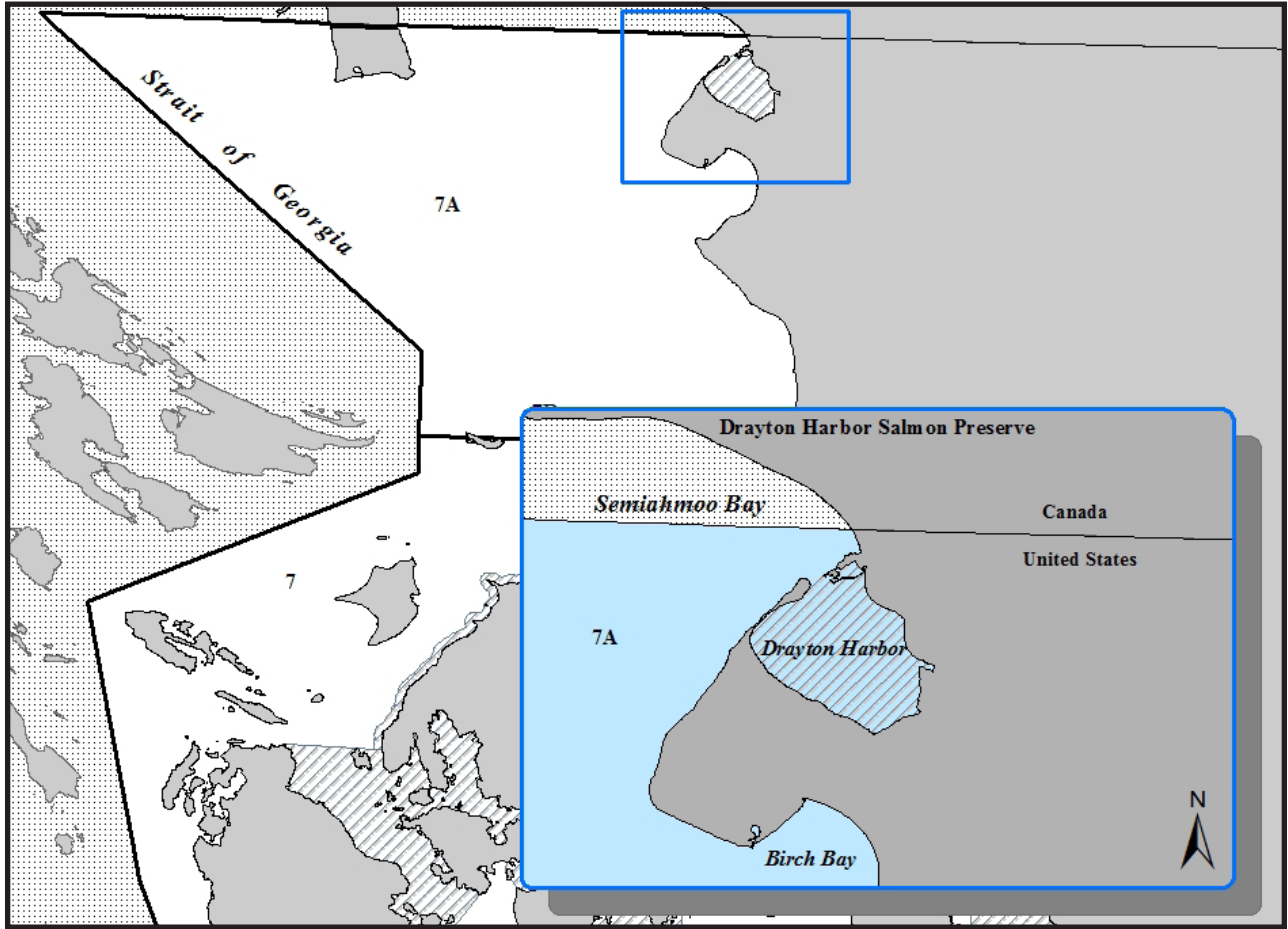 Strait of Georgia
7A
7
Drayton Harbor Salmon Preserve
Semiahmoo Bay
Canada
United States
7A
Drayton Harbor
Birch Bay
N